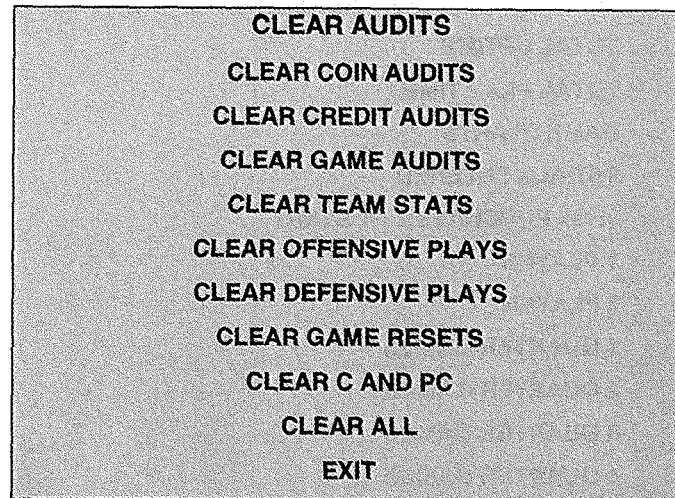 CLEAR AUDITS
CLEAR COIN AUDITS
CLEAR CREDIT AUDITS
CLEAR GAME AUDITS
CLEAR TEAM STATS
CLEAR OFFENSIVE PLAYS
CLEAR DEFENSIVE PLAYS
CLEAR GAME RESETS
CLEAR C AND PC
CLEAR ALL
EXIT